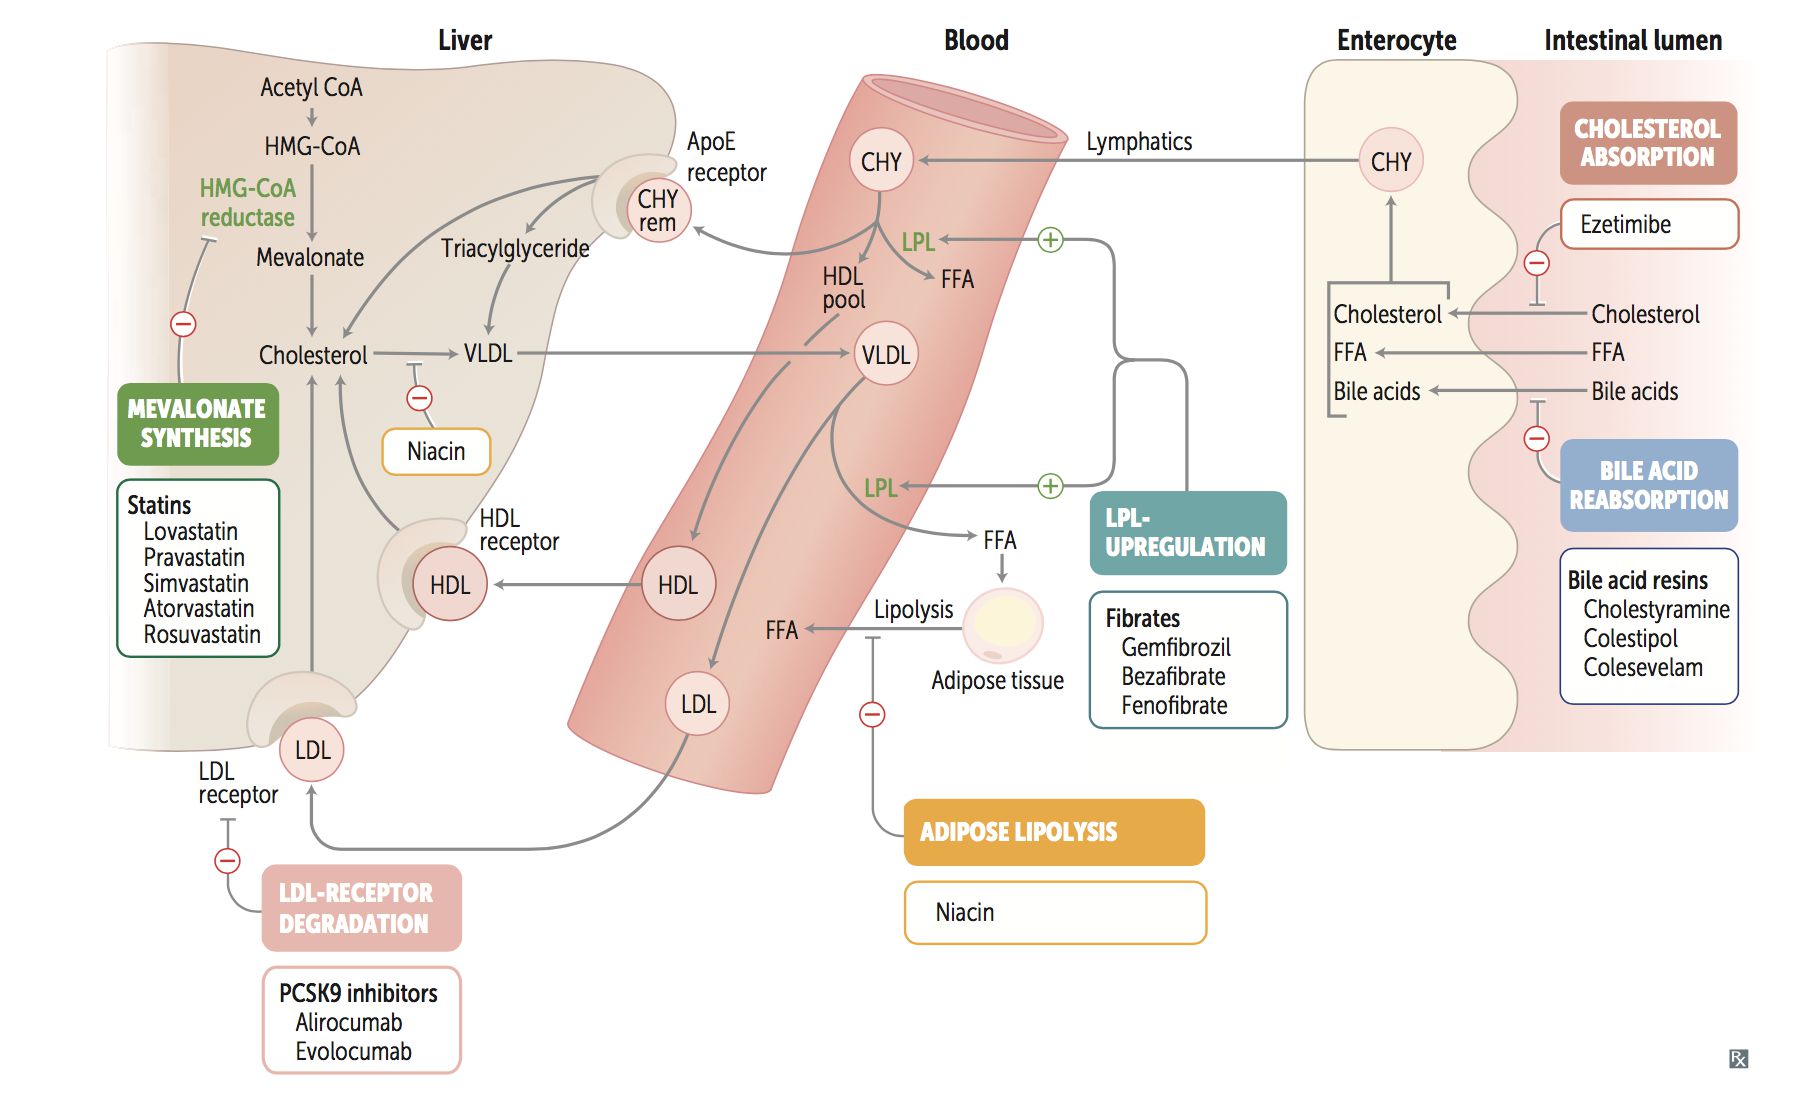 Liver
Blood
Enterocyte
Intestinal lumen
Acetyl CoA
HMG-CoA
HMG-CoA
reductase
Mevalonate
Triacylglyceride
Cholesterol
VLDL
ApoE
receptor
CHY
rem
MEVALONATE
SYNTHESIS
Statins
Lovastatin
Pravastatin
Simvastatin
Atorvastatin
Rosuvastatin
Niacin
HDL
receptor
HDL
LDL
LDL
receptor
LDL-RECEPTOR
DEGRADATION
PCSK9 inhibitors
Alirocumab
Evolocumab
CHY
LPL
HDL
pool
FFA
VLDL
LPL
FFA
HDL
Lipolysis
FFA
Adipose tissue
LDL
ADIPOSE LIPOLYSIS
Niacin
Lymphatics
LPL-
UPREGULATION
Fibrates
Gemfibrozil
Bezafibrate
Fenofibrate
CHY
Cholesterol
FFA
Bile acids
CHOLESTEROL
ABSORPTION
Ezetimibe
Cholesterol
FFA
Bile acids
BILE ACID
REABSORPTION
Bile acid resins
Cholestyramine
Colestipol
Colesevelam
Rx